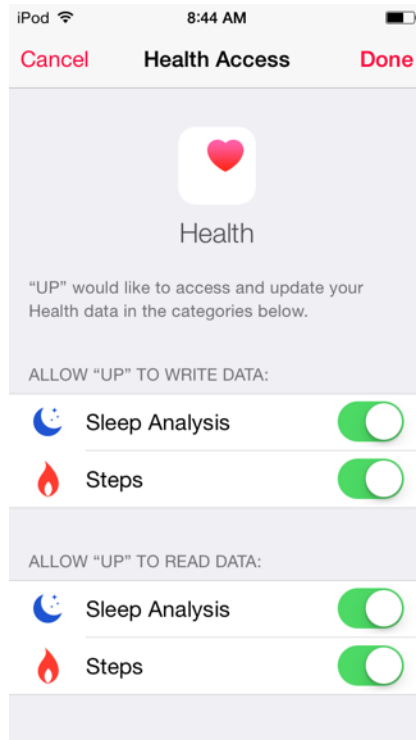 iPod 8:44 AM
Cancel Health Access Done
Health
“UP” would like to access and update your
Health data in the categories below.
ALLOW “UP” TO WRITE DATA:
Sleep Analysis
Steps
ALLOW “UP” TO READ DATA:
Sleep Analysis
Steps